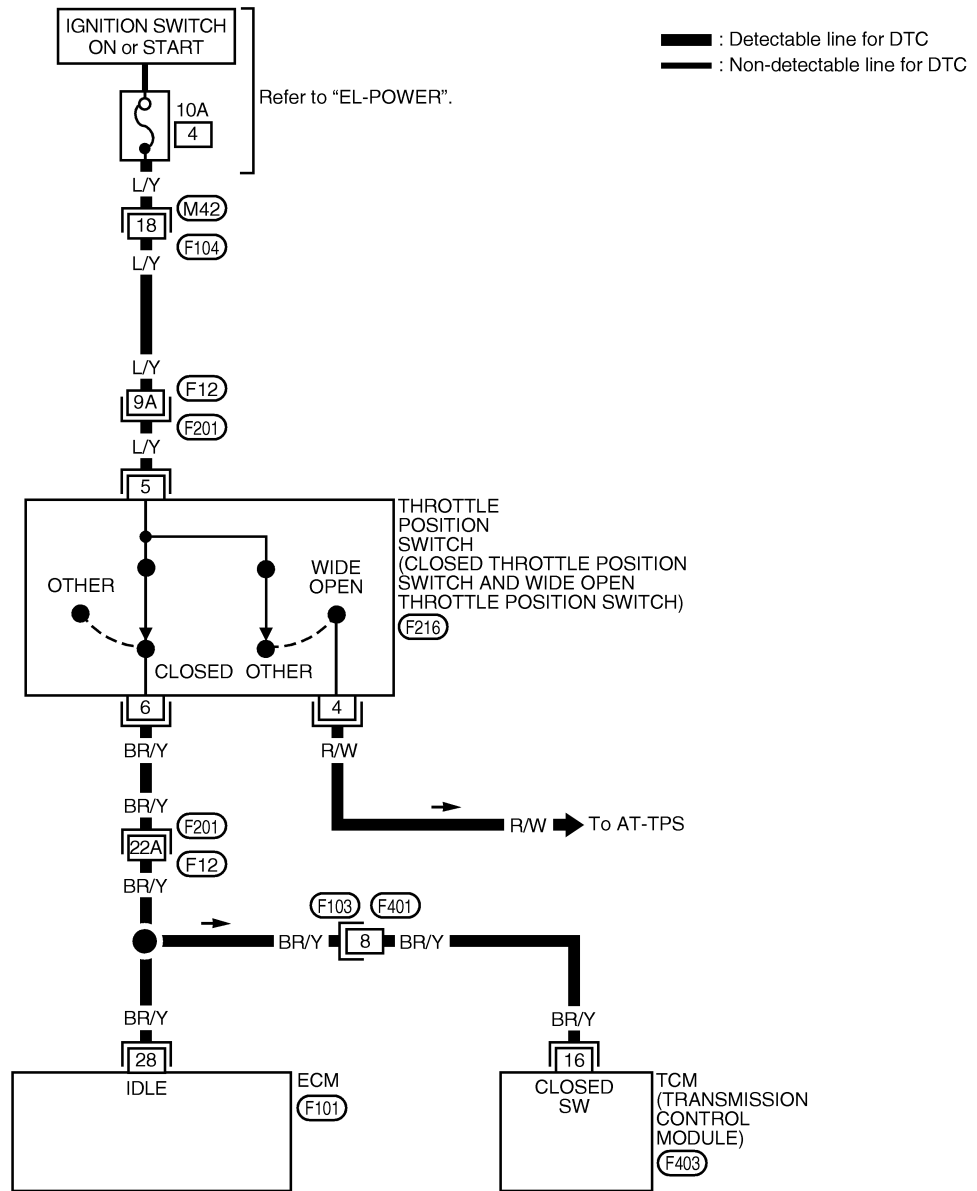 IGNITION SWITCH
ON or START
Refer to “EL-POWER”.
10A
4
: Detectable line for DTC
: Non-detectable line for DTC
L/Y
18
M42
F104
L/Y
L/Y
9A
F12
F201
L/Y
5
THROTTLE
POSITION
SWITCH
(CLOSED THROTTLE POSITION
SWITCH AND WIDE OPEN
THROTTLE POSITION SWITCH)
F216
OTHER
WIDE
OPEN
CLOSED
OTHER
6
4
BR/Y
R/W
BR/Y
R/W
To AT-TPS
22A
F201
F12
BR/Y
F103
F401
BR/Y
8
BR/Y
BR/Y
BR/Y
28
16
IDLE
ECM
F101
CLOSED
SW
TCM
(TRANSMISSION
CONTROL
MODULE)
F403